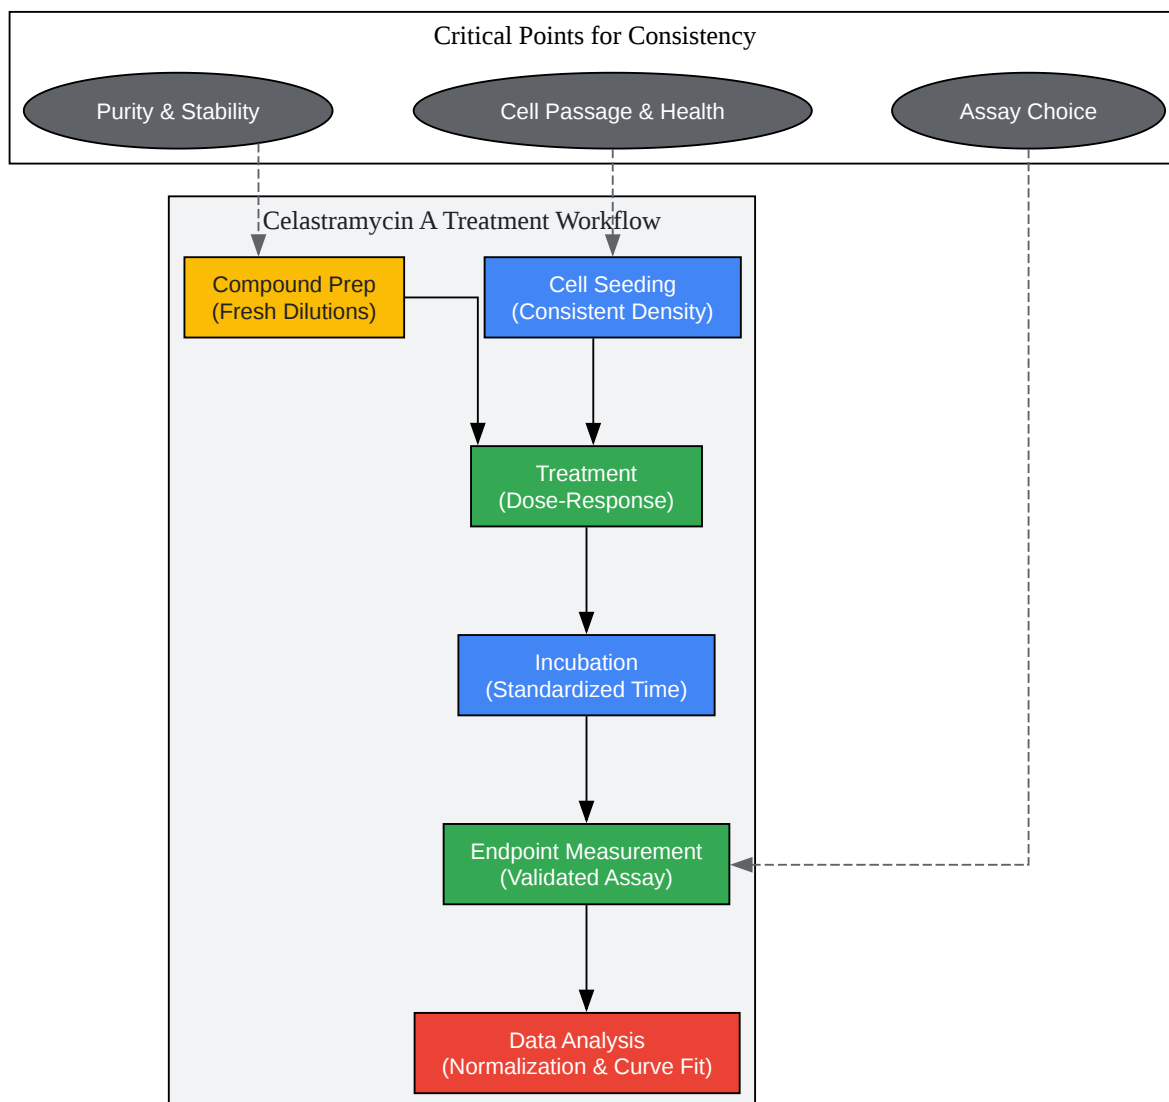 Critical Points for Consistency
Purity & Stability
Cell Passage & Health
Assay Choice
Celastramycin A Treatment Workflow
Compound Prep
(Fresh Dilutions)
Cell Seeding
(Consistent Density)
Treatment
(Dose-Response)
Incubation
(Standardized Time)
Endpoint Measurement
(Validated Assay)
Data Analysis
(Normalization & Curve Fit)